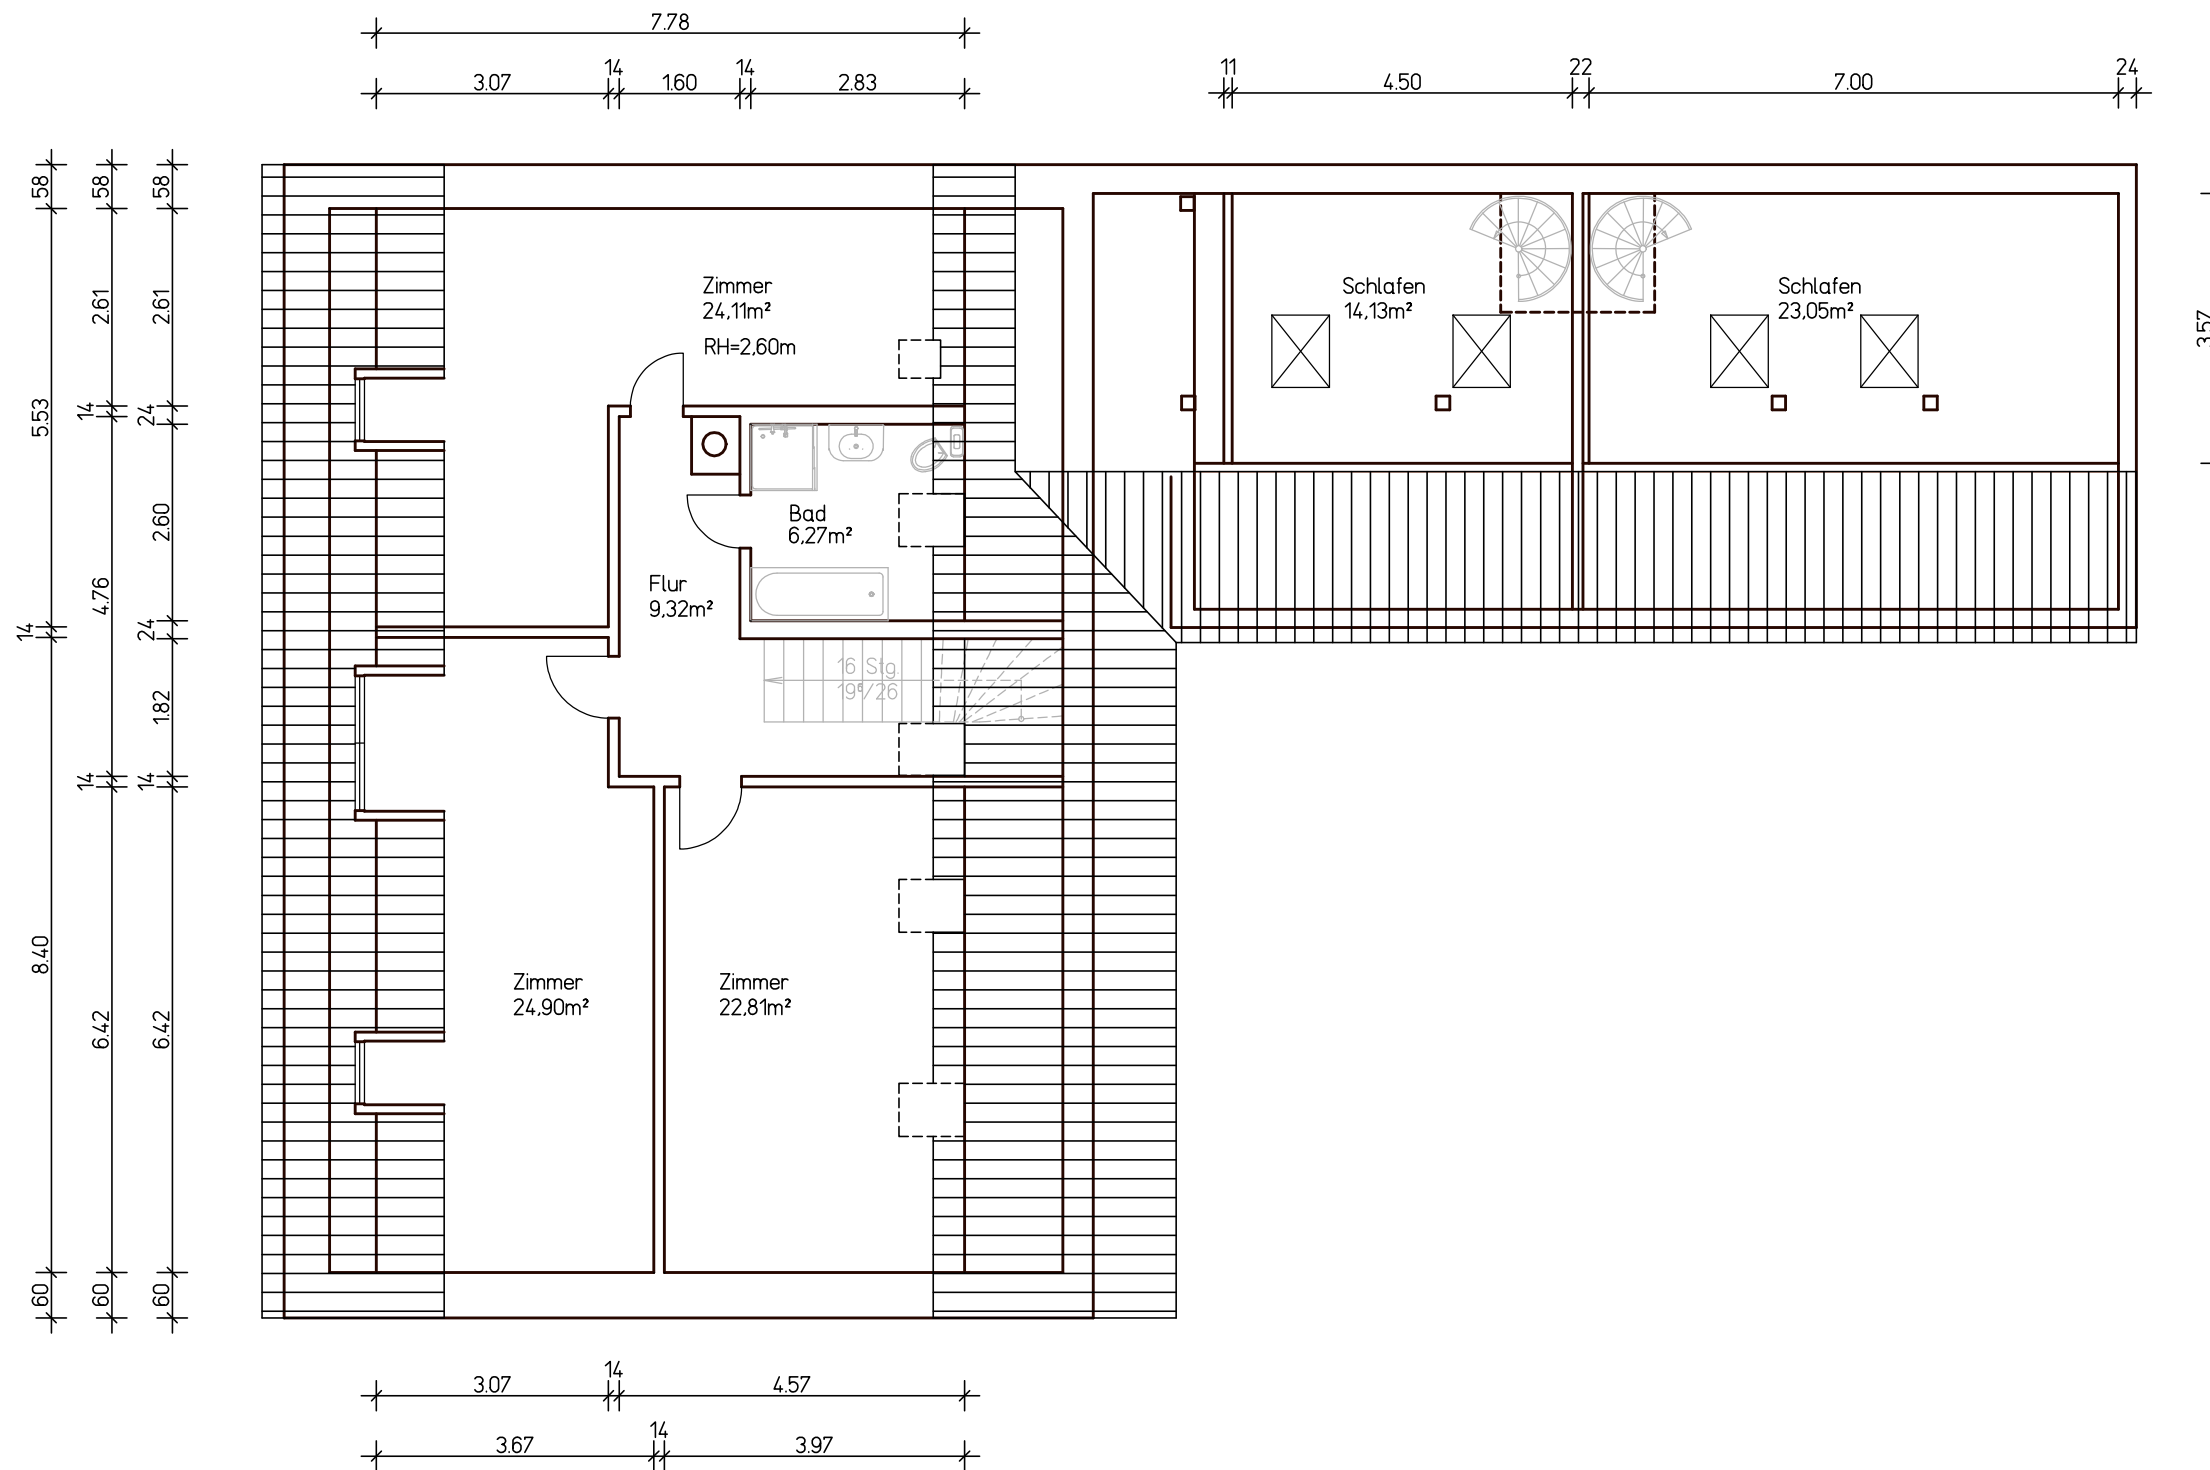 7.78
14
14
3.07
1.60
2.83
11
22
24
4.50
7.00
58
58
58
5.53
14
8.40
60
2.61
14
4.76
14
6.42
60
2.61
24
2.60
24
1.82
14
6.42
60
Zimmer
24,11m²
RH=2,60m
Schlafen
14,13m²
Schlafen
23,05m²
3.57
Bad
6,27m²
Flur
9,32m²
16 Stg.
Zimmer
24,90m²
Zimmer
22,81m²
14
3.07
4.57
14
3.67
3.97